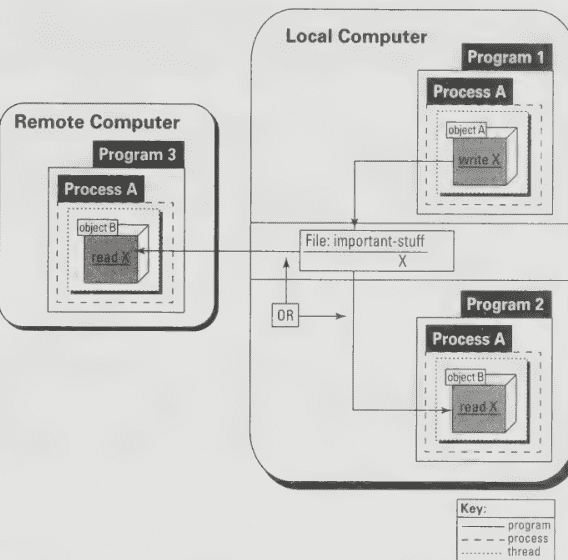 Local Computer
Program 1
Process A
object A
write X
Remote Computer
Program 3
Process A
object B
read X
File: important-stuff
X
OR
Program 2
Process A
object B
read X
Key:
program
process
thread